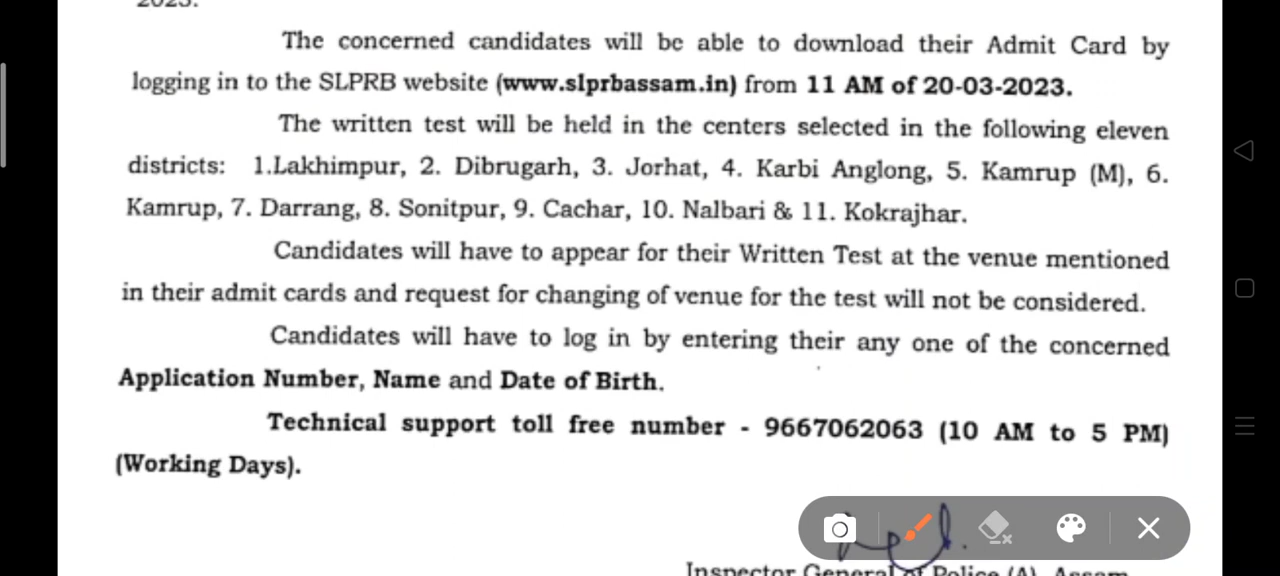 2023.
The concerned candidates will be able to download their Admit Card by
logging in to the SLPRB website (www.slprbassam.in) from 11 AM of 20-03-2023.
The written test will be held in the centers selected in the following eleven
districts: 1.Lakhimpur, 2. Dibrugarh, 3. Jorhat, 4. Karbi Anglong, 5. Kamrup (M), 6.
Kamrup, 7. Darrang, 8. Sonitpur, 9. Cachar, 10. Nalbari & 11. Kokrajhar.
Candidates will have to appear for their Written Test at the venue mentioned
in their admit cards and request for changing of venue for the test will not be considered.
Candidates will have to log in by entering their any one of the concerned
Application Number, Name and Date of Birth.
Technical support toll free number - 9667062063 (10 AM to 5 PM)
(Working Days).
Inspector General of Police (A), Assam